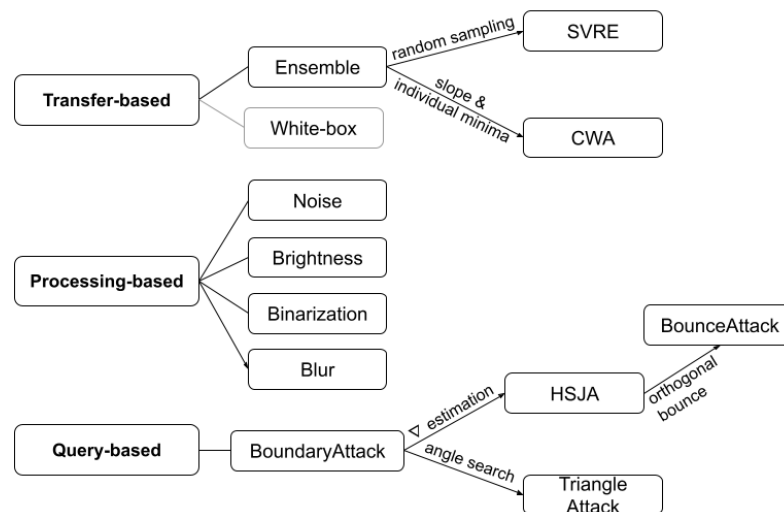 Transfer-based
Ensemble
White-box
random sampling
SVRE
slope &
individual minima
CWA
Processing-based
Noise
Brightness
Binarization
Blur
Query-based
BoundaryAttack
∇ estimation
HSJA
orthogonal
bounce
BounceAttack
angle search
Triangle
Attack